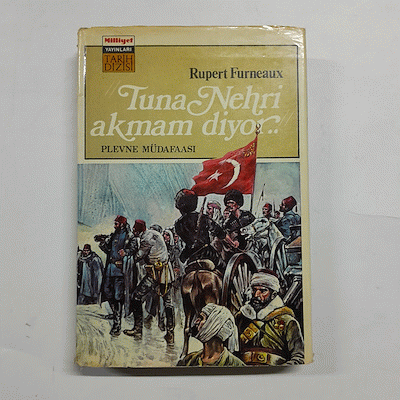 Milliyet
YAYINLARI
TARİH
DİZİSİ
Rupert Furneaux
"Tuna Nehri
akmam diyor.."
PLEVNE MÜDAFAASI